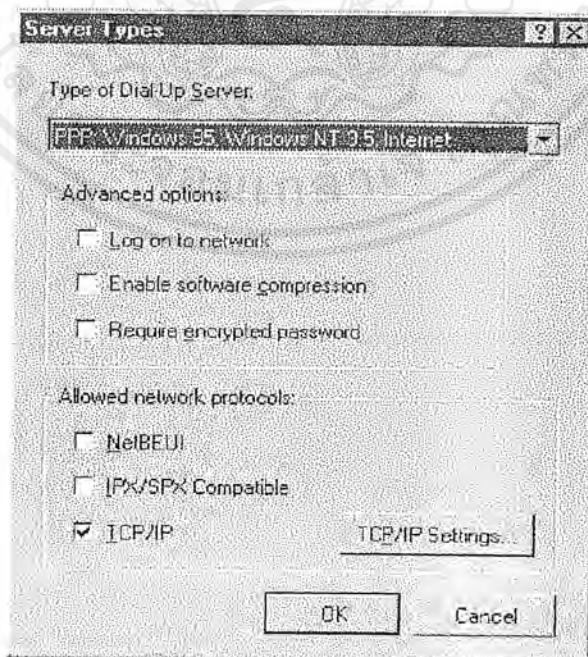 Server Types
Type of Dial-Up Server:
PPP: Windows 95, Windows NT 3.5, Internet
Advanced options:
Log on to network
Enable software compression
Require encrypted password
Allowed network protocols:
NetBEUI
IPX/SPX Compatible
TCP/IP
TCP/IP Settings...
OK
Cancel